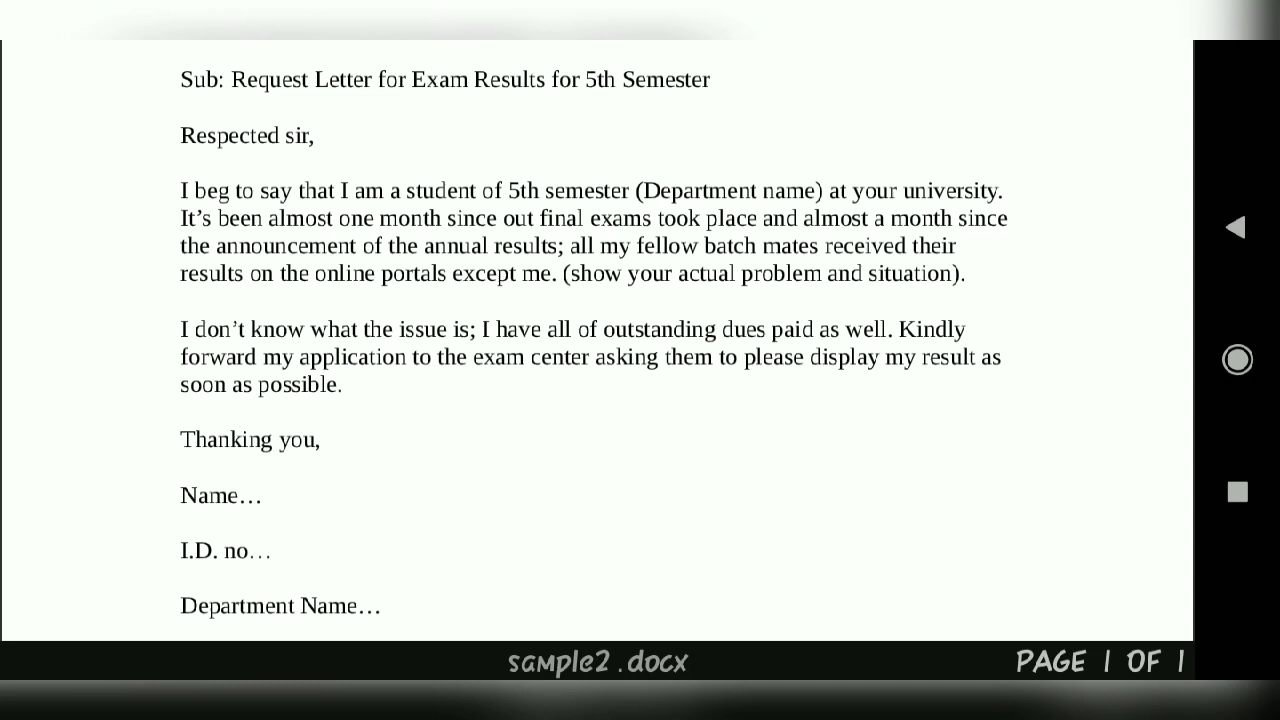 Sub: Request Letter for Exam Results for 5th Semester
Respected sir,
I beg to say that I am a student of 5th semester (Department name) at your university.
It’s been almost one month since out final exams took place and almost a month since
the announcement of the annual results; all my fellow batch mates received their
results on the online portals except me. (show your actual problem and situation).
I don’t know what the issue is; I have all of outstanding dues paid as well. Kindly
forward my application to the exam center asking them to please display my result as
soon as possible.
Thanking you,
Name…
I.D. no…
Department Name…
sample2.docx
PAGE 1 OF 1